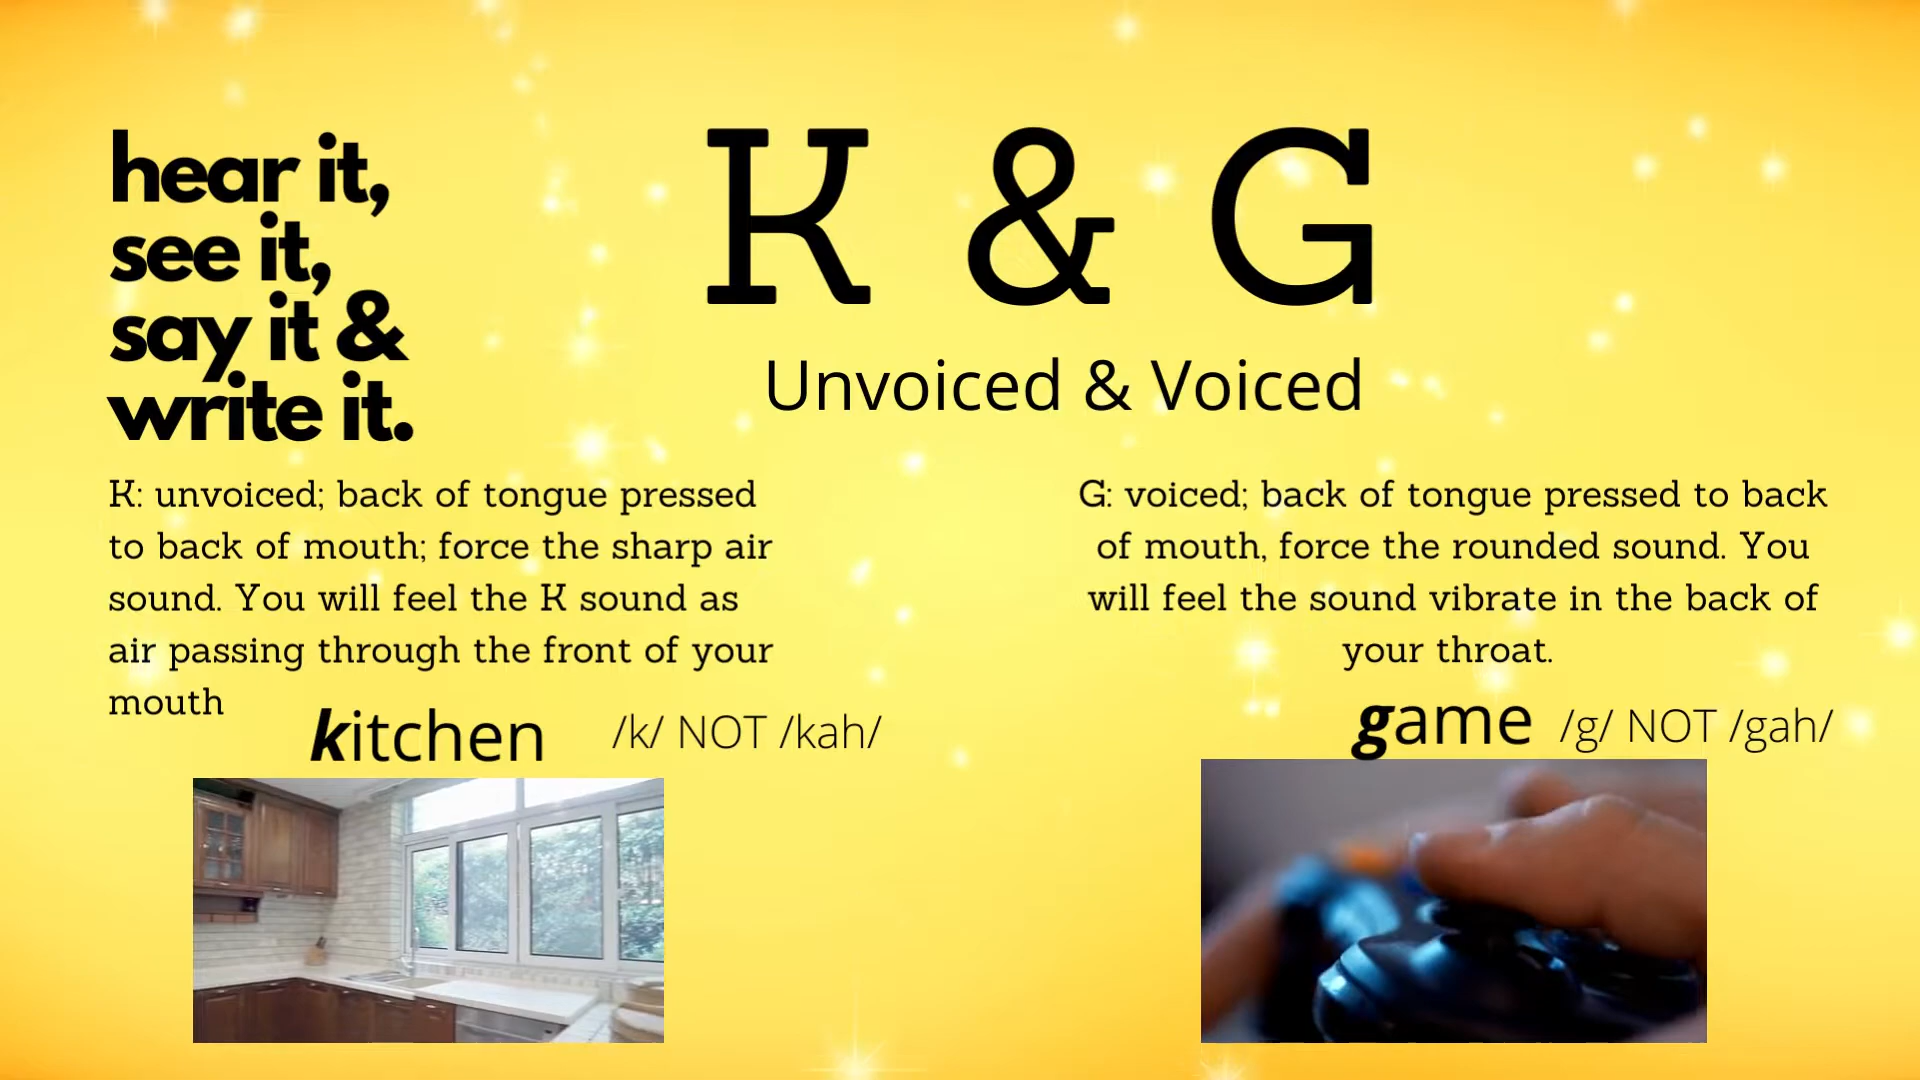 hear it,
see it,
say it &
write it.
K & G
Unvoiced & Voiced
K: unvoiced; back of tongue pressed
to back of mouth; force the sharp air
sound. You will feel the K sound as
air passing through the front of your
mouth
kitchen /k/ NOT /kah/
G: voiced; back of tongue pressed to back
of mouth, force the rounded sound. You
will feel the sound vibrate in the back of
your throat.
game /g/ NOT /gah/